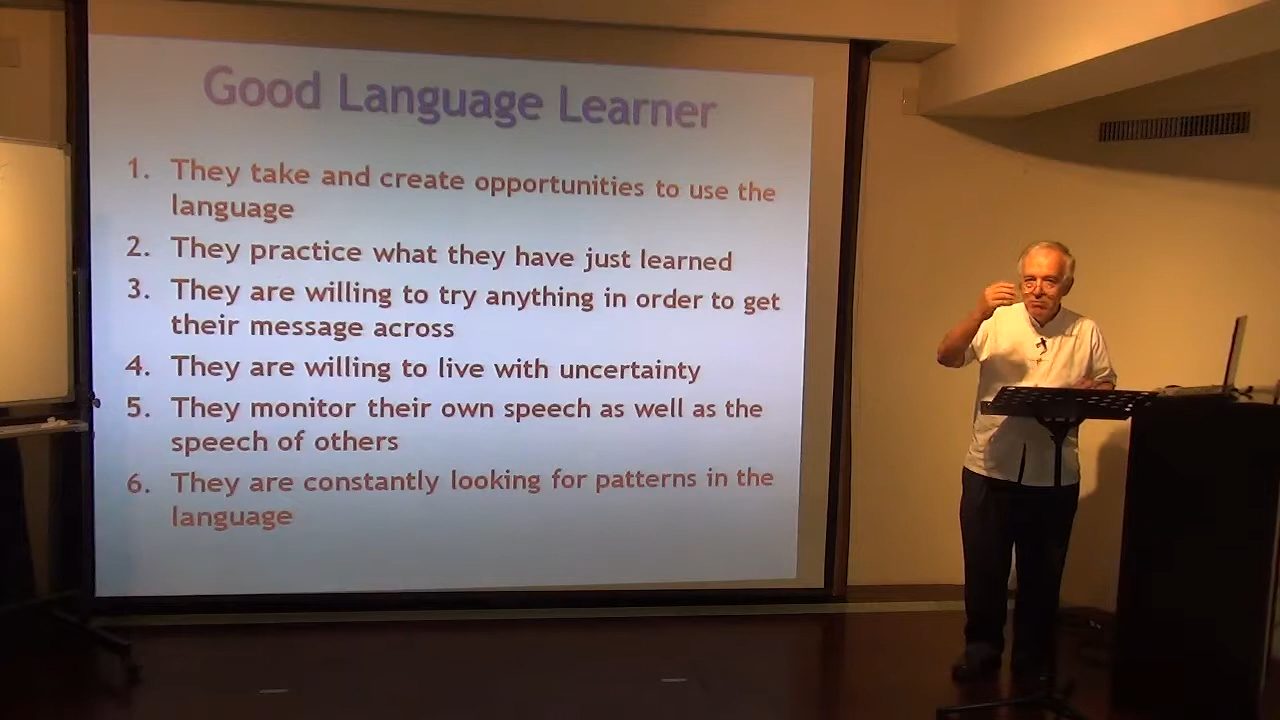 Good Language Learner
1. They take and create opportunities to use the
language
2. They practice what they have just learned
3. They are willing to try anything in order to get
their message across
4. They are willing to live with uncertainty
5. They monitor their own speech as well as the
speech of others
6. They are constantly looking for patterns in the
language